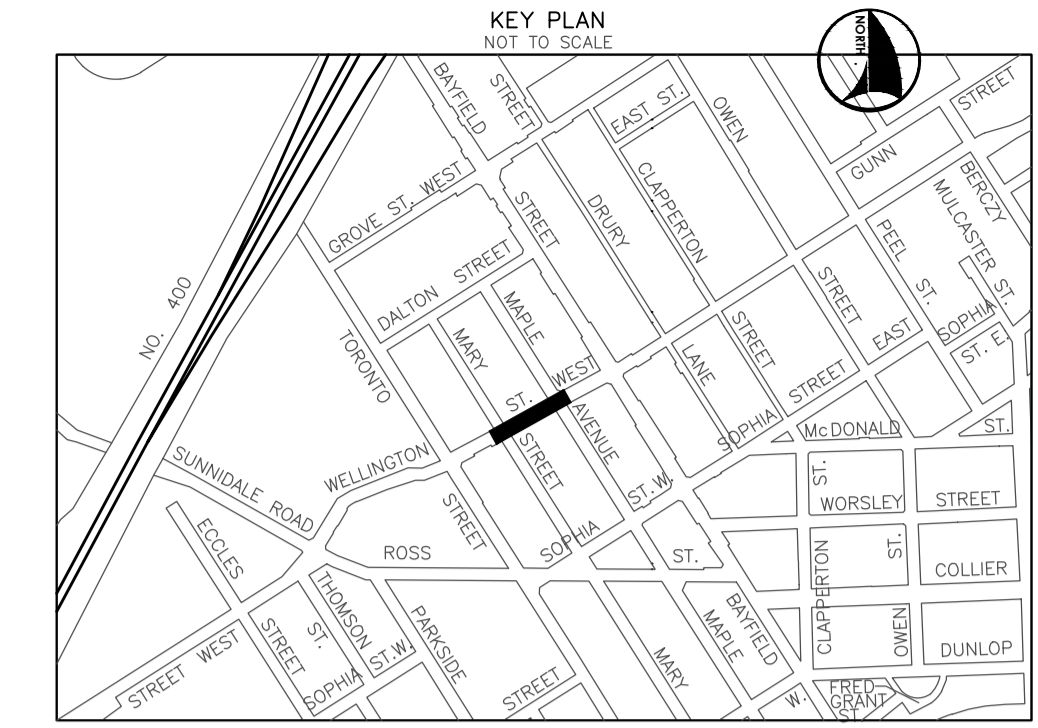 KEY PLAN
NOT TO SCALE
NORTH
BAYFIELD
STREET
EAST ST.
OWEN
STREET
GUNN
BERCZY
GROVE ST. WEST
STREET
DRURY
CLAPPERTON
MULCASTER ST.
PEEL
ST.
NO. 400
DALTON STREET
MAPLE
STREET
EAST
SOPHIA
ST. E.
TORONTO
MARY
ST. WEST
LANE
STREET
STREET
SOPHIA
McDONALD
ST.
AVENUE
STREET
WELLINGTON
SUNNIDALE ROAD
ST.W.
ST.
WORSLEY
STREET
STREET
ECCLES
ROSS
SOPHIA
ST.
ST.
COLLIER
CLAPPERTON
THOMSON
ST.W.
PARKSIDE
BAYFIELD
MAPLE
OWEN
DUNLOP
STREET WEST
STREET
ST.
SOPHIA
STREET
MARY
W.
FRED
GRANT
ST.